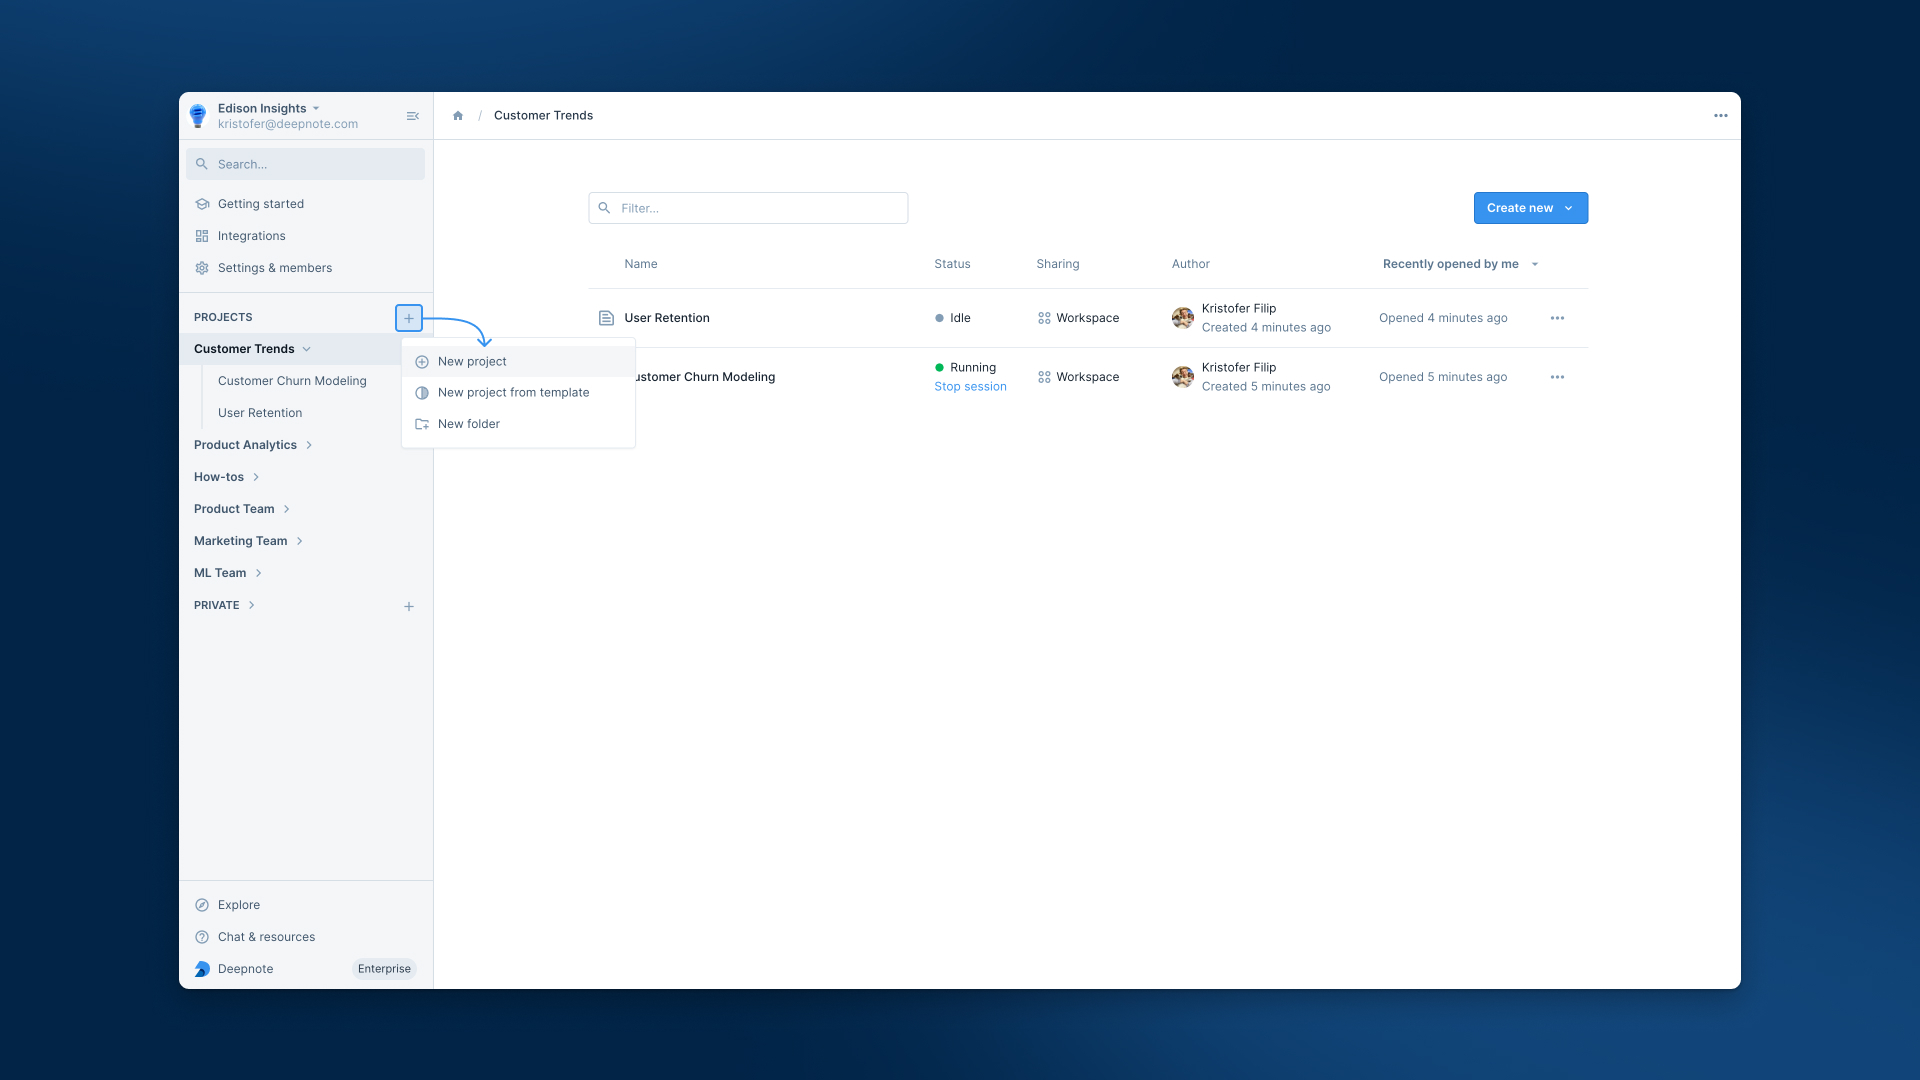 Edison Insights
kristofer@deepnote.com
Search...
Getting started
Integrations
Settings & members
PROJECTS
Customer Trends
Customer Churn Modeling
User Retention
Product Analytics
How-tos
Product Team
Marketing Team
ML Team
PRIVATE
Explore
Chat & resources
Deepnote Enterprise
New project
New project from template
New folder
/ Customer Trends
Filter...
Create new
Name Status Sharing Author Recently opened by me
User Retention Idle Workspace Kristofer Filip Opened 4 minutes ago
Created 4 minutes ago
ustomer Churn Modeling Running Workspace Kristofer Filip Opened 5 minutes ago
Stop session Created 5 minutes ago